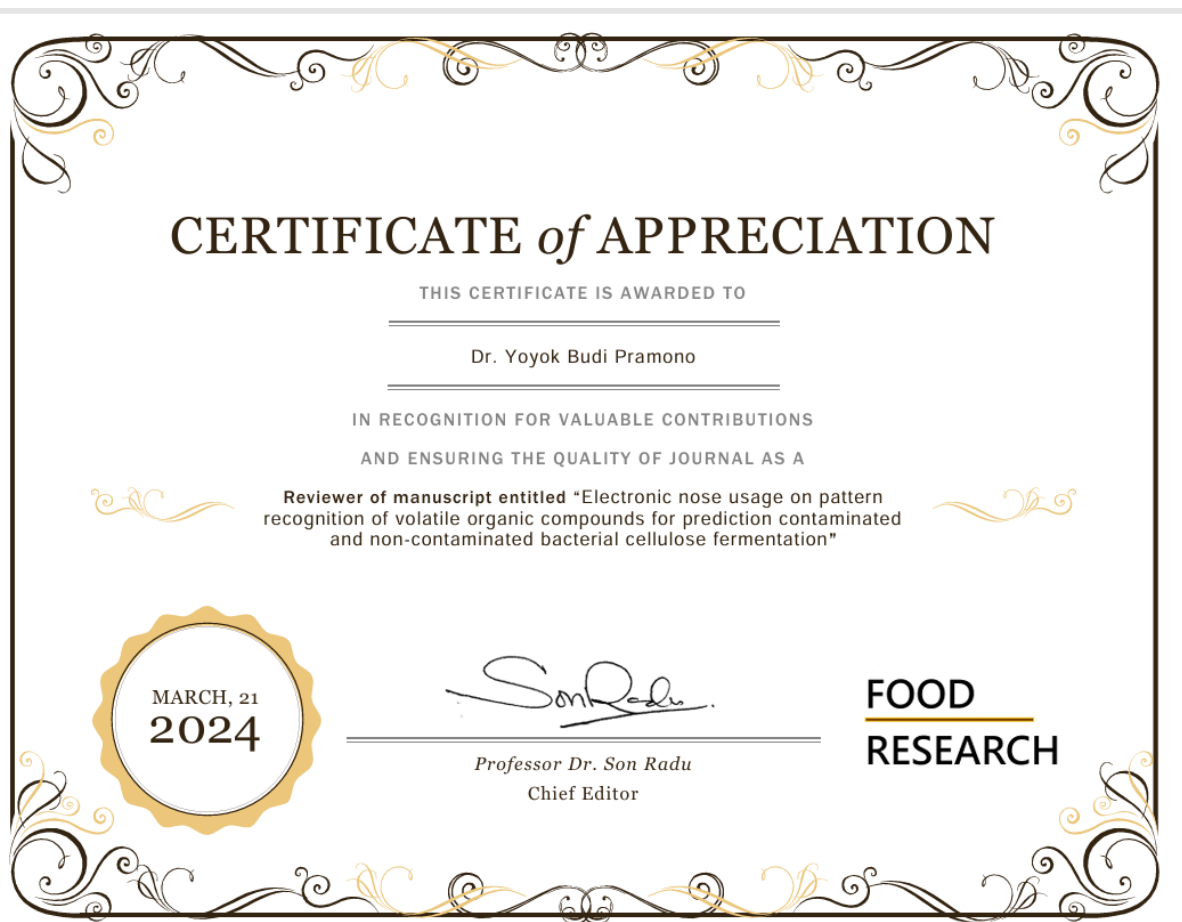 CERTIFICATE of APPRECIATION
THIS CERTIFICATE IS AWARDED TO
Dr. Yoyok Budi Pramono
IN RECOGNITION FOR VALUABLE CONTRIBUTIONS
AND ENSURING THE QUALITY OF JOURNAL AS A
Reviewer of manuscript entitled “Electronic nose usage on pattern
recognition of volatile organic compounds for prediction contaminated
and non-contaminated bacterial cellulose fermentation”
MARCH, 21
2024
Son Radu
Professor Dr. Son Radu
Chief Editor
FOOD
RESEARCH